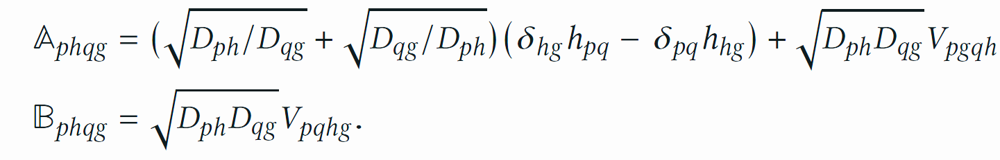 𝔸_{phqg} = (√(D_{ph}/D_{qg}) + √(D_{qg}/D_{ph}))(δ_{hg}h_{pq} − δ_{pq}h_{hg}) + √(D_{ph}D_{qg})V_{pgqh}
𝔹_{phqg} = √(D_{ph}D_{qg})V_{pqhg}.